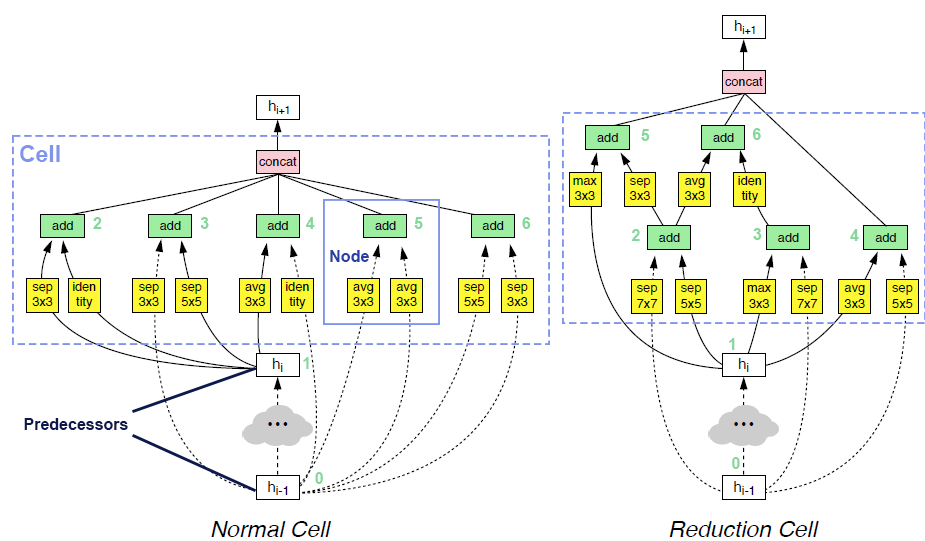 h_{i+1}
concat
Cell
add 2 add 3 add 4 add 5 add 6
Node
sep 3x3 iden tity sep 3x3 sep 5x5 avg 3x3 iden tity avg 3x3 avg 3x3 sep 5x5 sep 3x3
h_i 1
Predecessors
...
0
h_{i-1}
Normal Cell
h_{i+1}
concat
add 5 add 6
max 3x3 sep 3x3 avg 3x3 iden tity
2 add 3 add 4 add
sep 7x7 sep 5x5 max 3x3 sep 7x7 avg 3x3 sep 5x5
1
h_i
...
0
h_{i-1}
Reduction Cell